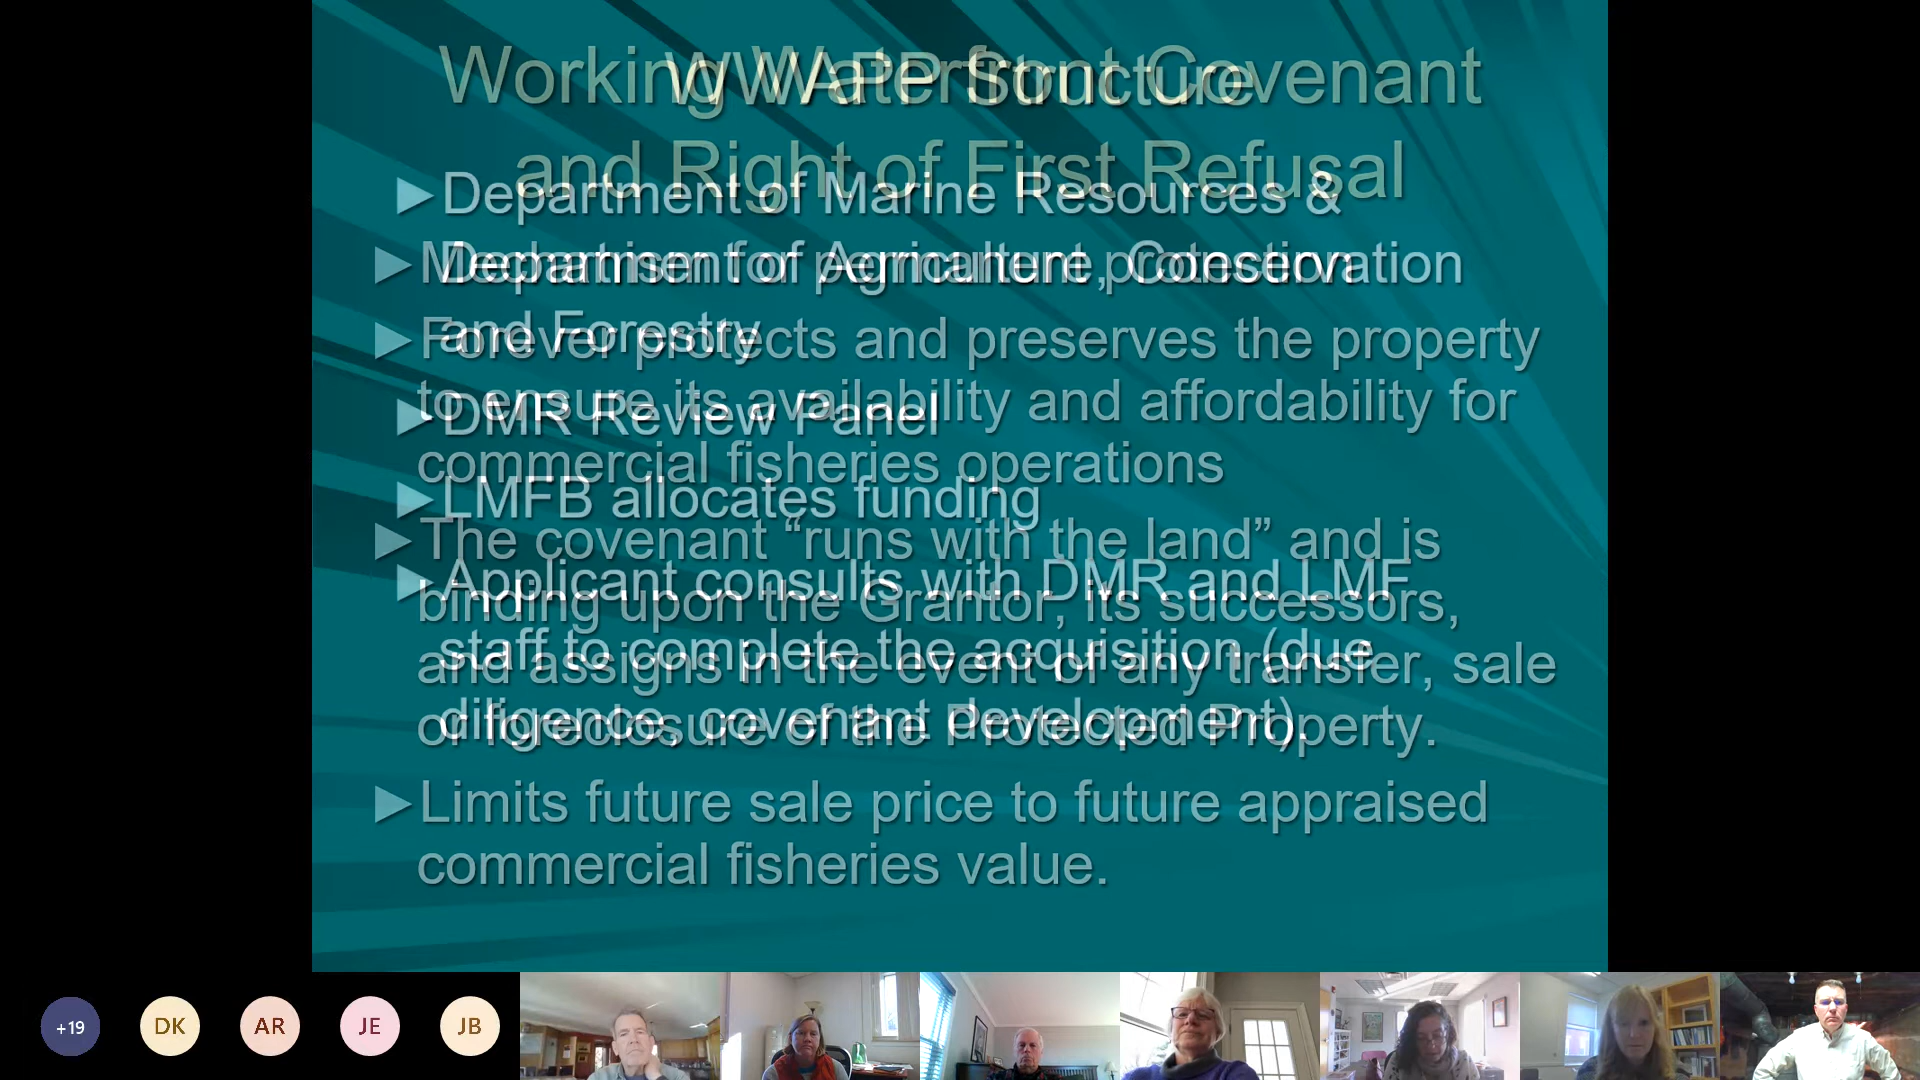 WWAPP Structure
►Department of Marine Resources &
Department of Agriculture, Conservation
and Forestry
►DMR Review Panel
►LMFB allocates funding
►Applicant consults with DMR and LMF
staff to complete the acquisition (due
diligence, covenant development).
Working Waterfront Covenant
and Right of First Refusal
►Mechanism for permanent protection
►Forever protects and preserves the property
to ensure its availability and affordability for
commercial fisheries operations
►The covenant “runs with the land” and is
binding upon the Grantor, its successors,
and assigns in the event of any transfer, sale
or foreclosure of the Protected Property.
►Limits future sale price to future appraised
commercial fisheries value.
+19
DK
AR
JE
JB